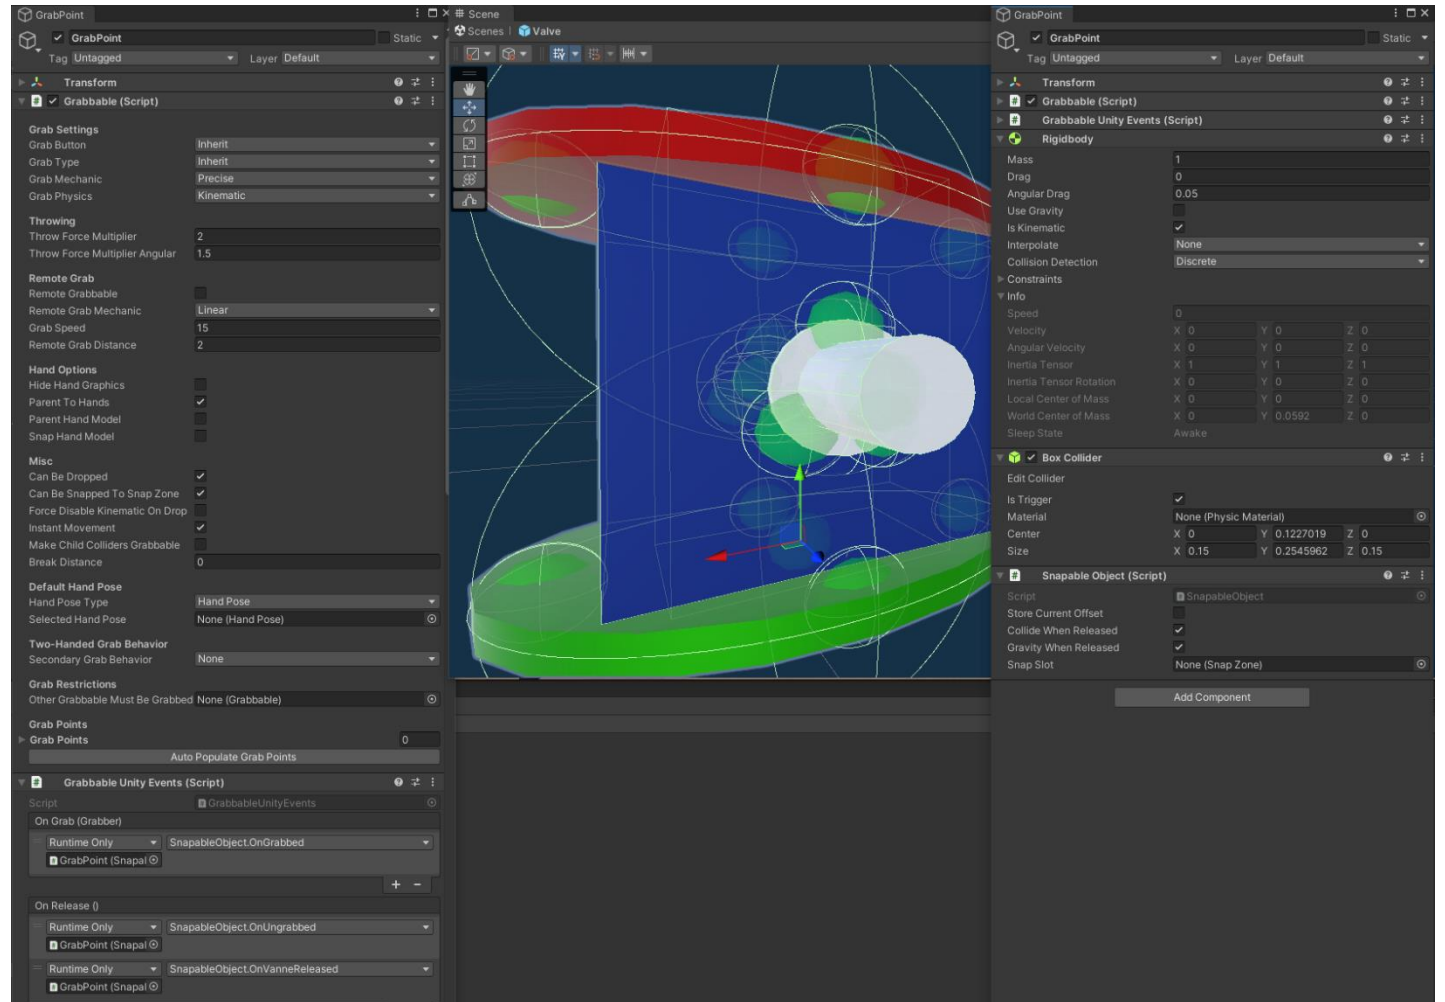 GrabPoint
GrabPoint
Static
Tag Untagged
Layer Default
Transform
Grabbable (Script)
Grab Settings
Grab Button Inherit
Grab Type Inherit
Grab Mechanic Precise
Grab Physics Kinematic
Throwing
Throw Force Multiplier 2
Throw Force Multiplier Angular 1.5
Remote Grab
Remote Grabbable
Remote Grab Mechanic Linear
Grab Speed 15
Remote Grab Distance 2
Hand Options
Hide Hand Graphics
Parent To Hands
Parent Hand Model
Snap Hand Model
Misc
Can Be Dropped
Can Be Snapped To Snap Zone
Force Disable Kinematic On Drop
Instant Movement
Make Child Colliders Grabbable
Break Distance 0
Default Hand Pose
Hand Pose Type Hand Pose
Selected Hand Pose None (Hand Pose)
Two-Handed Grab Behavior
Secondary Grab Behavior None
Grab Restrictions
Other Grabbable Must Be Grabbed None (Grabbable)
Grab Points
Grab Points 0
Auto Populate Grab Points
Grabbable Unity Events (Script)
Script GrabbableUnityEvents
On Grab (Grabber)
Runtime Only SnapableObject.OnGrabbed
GrabPoint (Snapal
+ −
On Release ()
Runtime Only SnapableObject.OnUngrabbed
GrabPoint (Snapal
Runtime Only SnapableObject.OnVanneReleased
GrabPoint (Snapal
Scene
Scenes | Valve
GrabPoint
GrabPoint
Static
Tag Untagged
Layer Default
Transform
Grabbable (Script)
Grabbable Unity Events (Script)
Rigidbody
Mass 1
Drag 0
Angular Drag 0.05
Use Gravity
Is Kinematic
Interpolate None
Collision Detection Discrete
Constraints
Info
Speed 0
Velocity X 0 Y 0 Z 0
Angular Velocity X 0 Y 0 Z 0
Inertia Tensor X 1 Y 1 Z 1
Inertia Tensor Rotation X 0 Y 0 Z 0
Local Center of Mass X 0 Y 0 Z 0
World Center of Mass X 0 Y 0.0592 Z 0
Sleep State Awake
Box Collider
Edit Collider
Is Trigger
Material None (Physic Material)
Center X 0 Y 0.1227019 Z 0
Size X 0.15 Y 0.2545962 Z 0.15
Snapable Object (Script)
Script SnapableObject
Store Current Offset
Collide When Released
Gravity When Released
Snap Slot None (Snap Zone)
Add Component